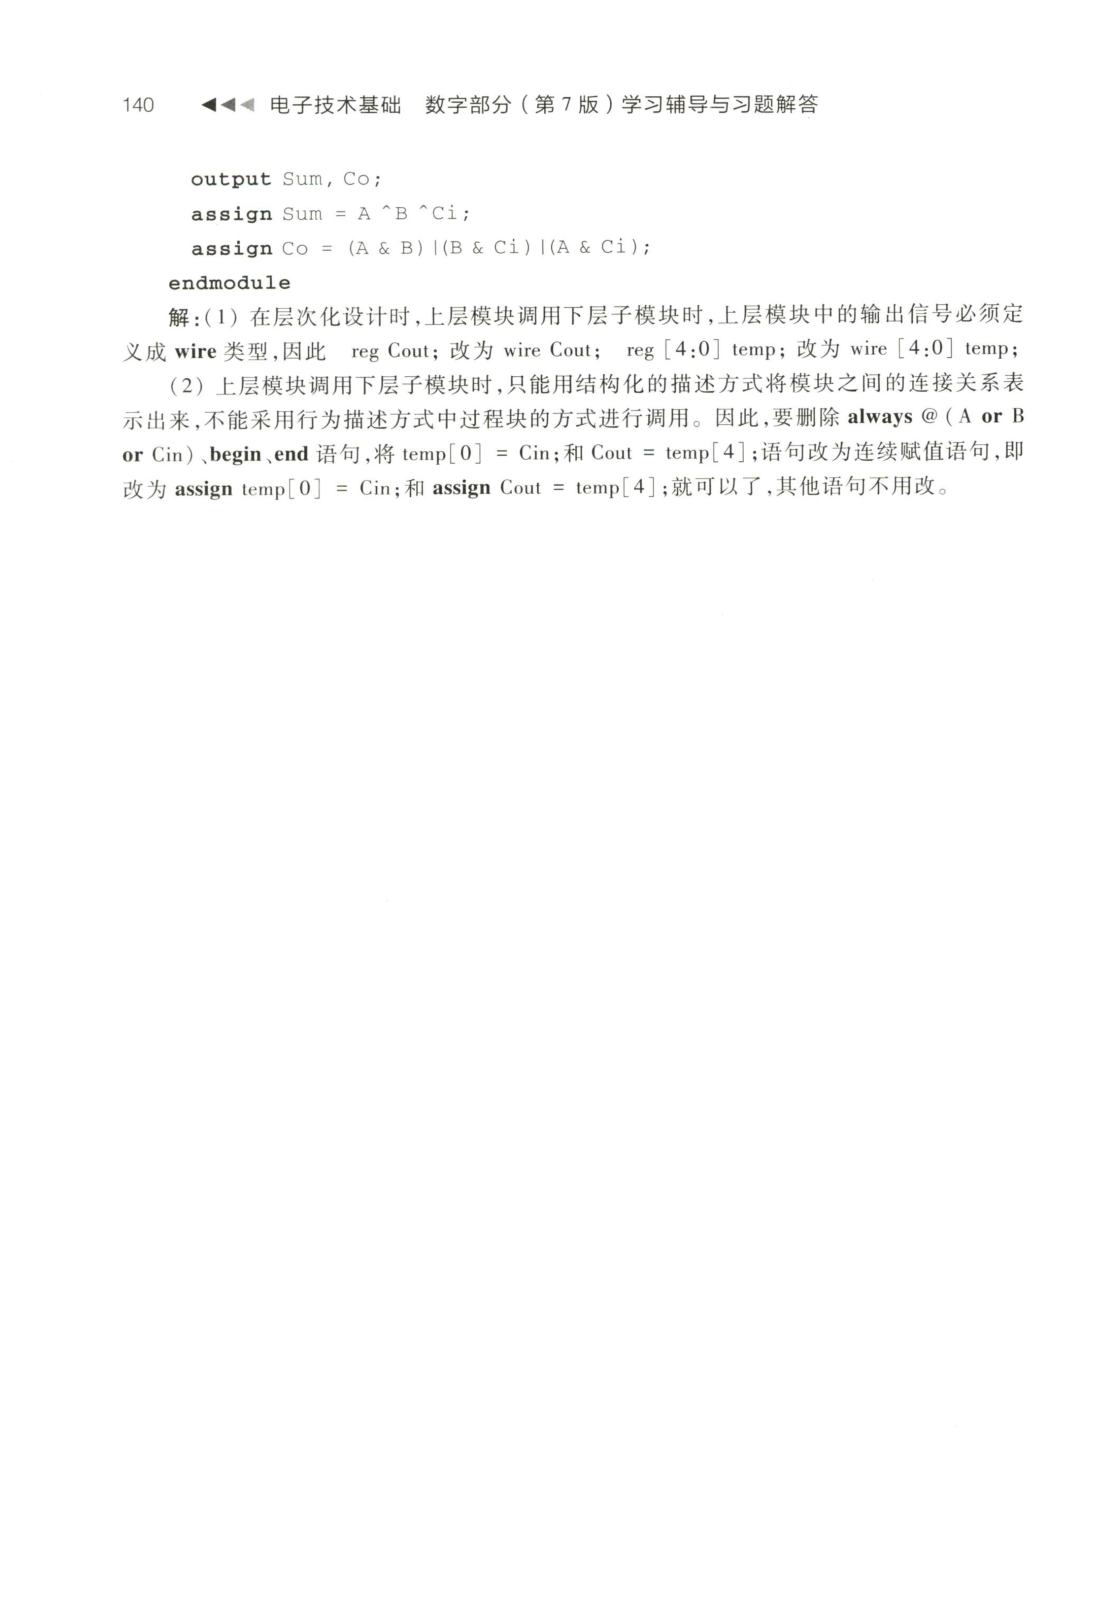 140 ◀◀◀ 电子技术基础 数字部分(第7版)学习辅导与习题解答
output Sum, Co;
assign Sum = A ^B ^Ci;
assign Co = (A & B)|(B & Ci)|(A & Ci);
endmodule
解:(1) 在层次化设计时,上层模块调用下层子模块时,上层模块中的输出信号必须定
义成 wire 类型,因此 reg Cout; 改为 wire Cout; reg [4:0] temp; 改为 wire [4:0] temp;
(2) 上层模块调用下层子模块时,只能用结构化的描述方式将模块之间的连接关系表
示出来,不能采用行为描述方式中过程块的方式进行调用。因此,要删除 always @ (A or B
or Cin)、begin、end 语句,将 temp[0] = Cin;和 Cout = temp[4];语句改为连续赋值语句,即
改为 assign temp[0] = Cin;和 assign Cout = temp[4];就可以了,其他语句不用改。